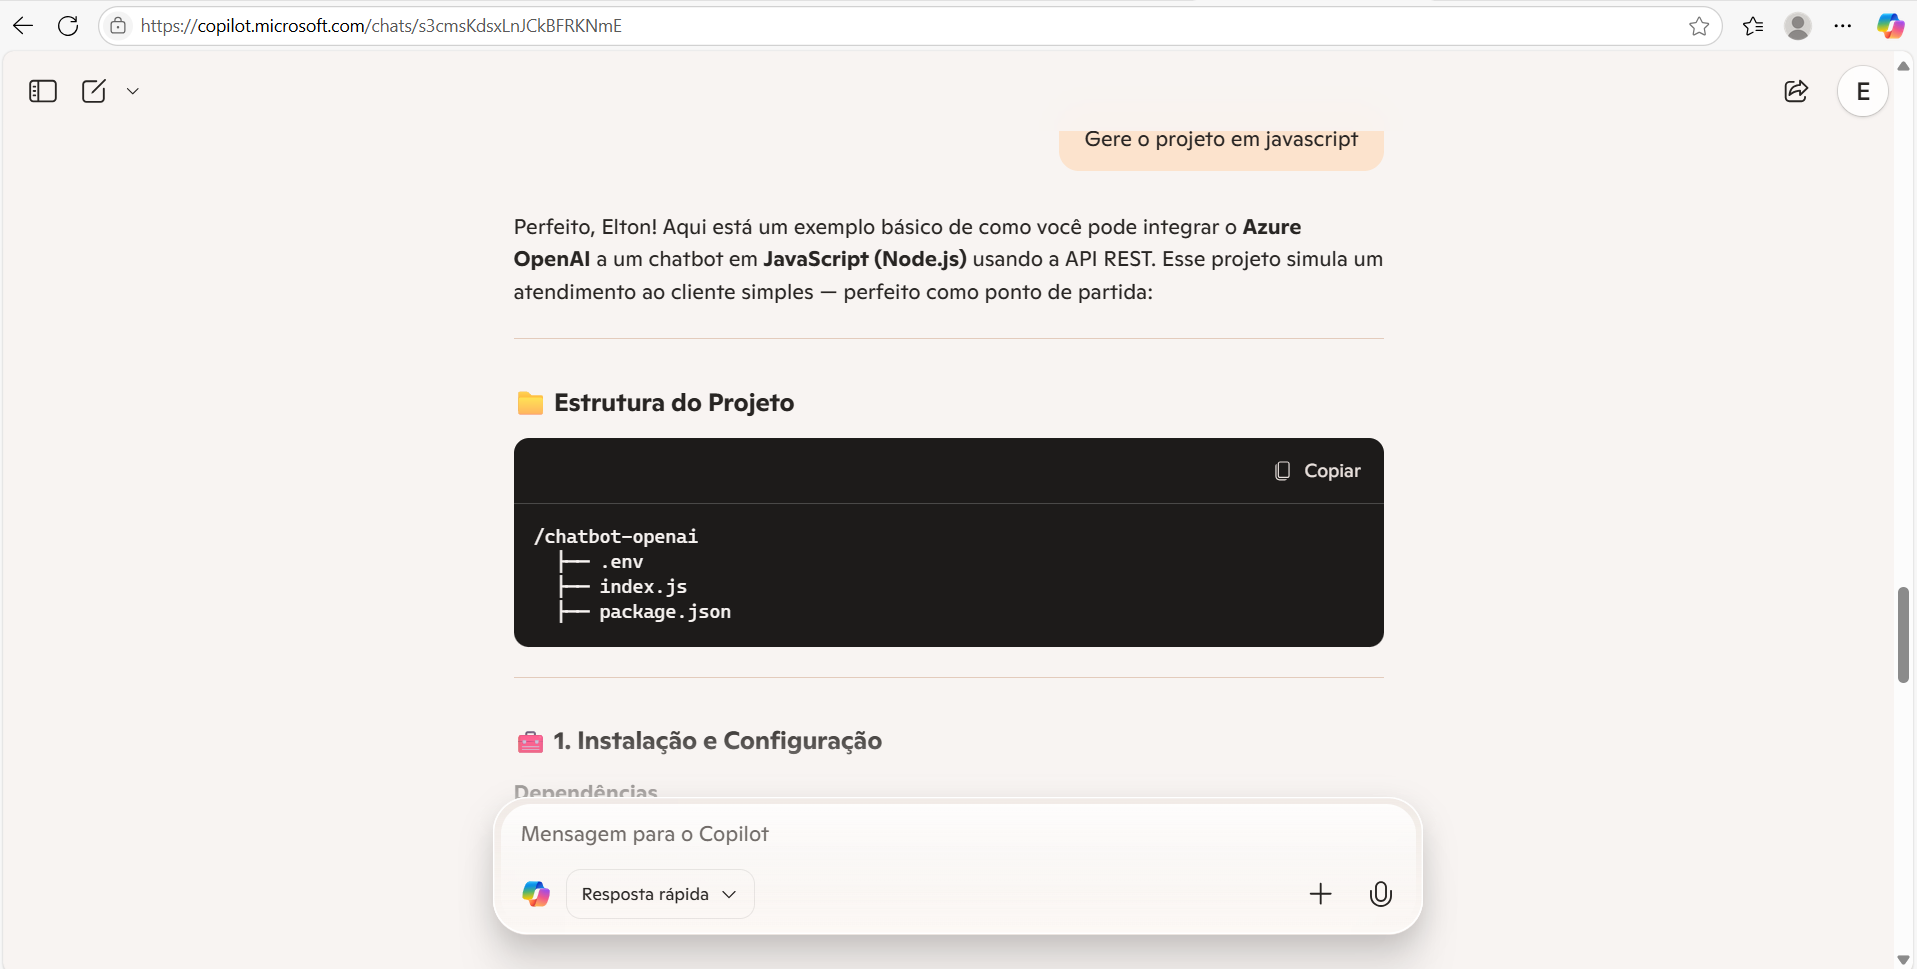 https://copilot.microsoft.com/chats/s3cmsKdsxLnJCkBFRKNmE
E
Gere o projeto em javascript
Perfeito, Elton! Aqui está um exemplo básico de como você pode integrar o Azure
OpenAI a um chatbot em JavaScript (Node.js) usando a API REST. Esse projeto simula um
atendimento ao cliente simples — perfeito como ponto de partida:
Estrutura do Projeto
Copiar
/chatbot-openai
├── .env
├── index.js
├── package.json
1. Instalação e Configuração
Dependências
Mensagem para o Copilot
Resposta rápida